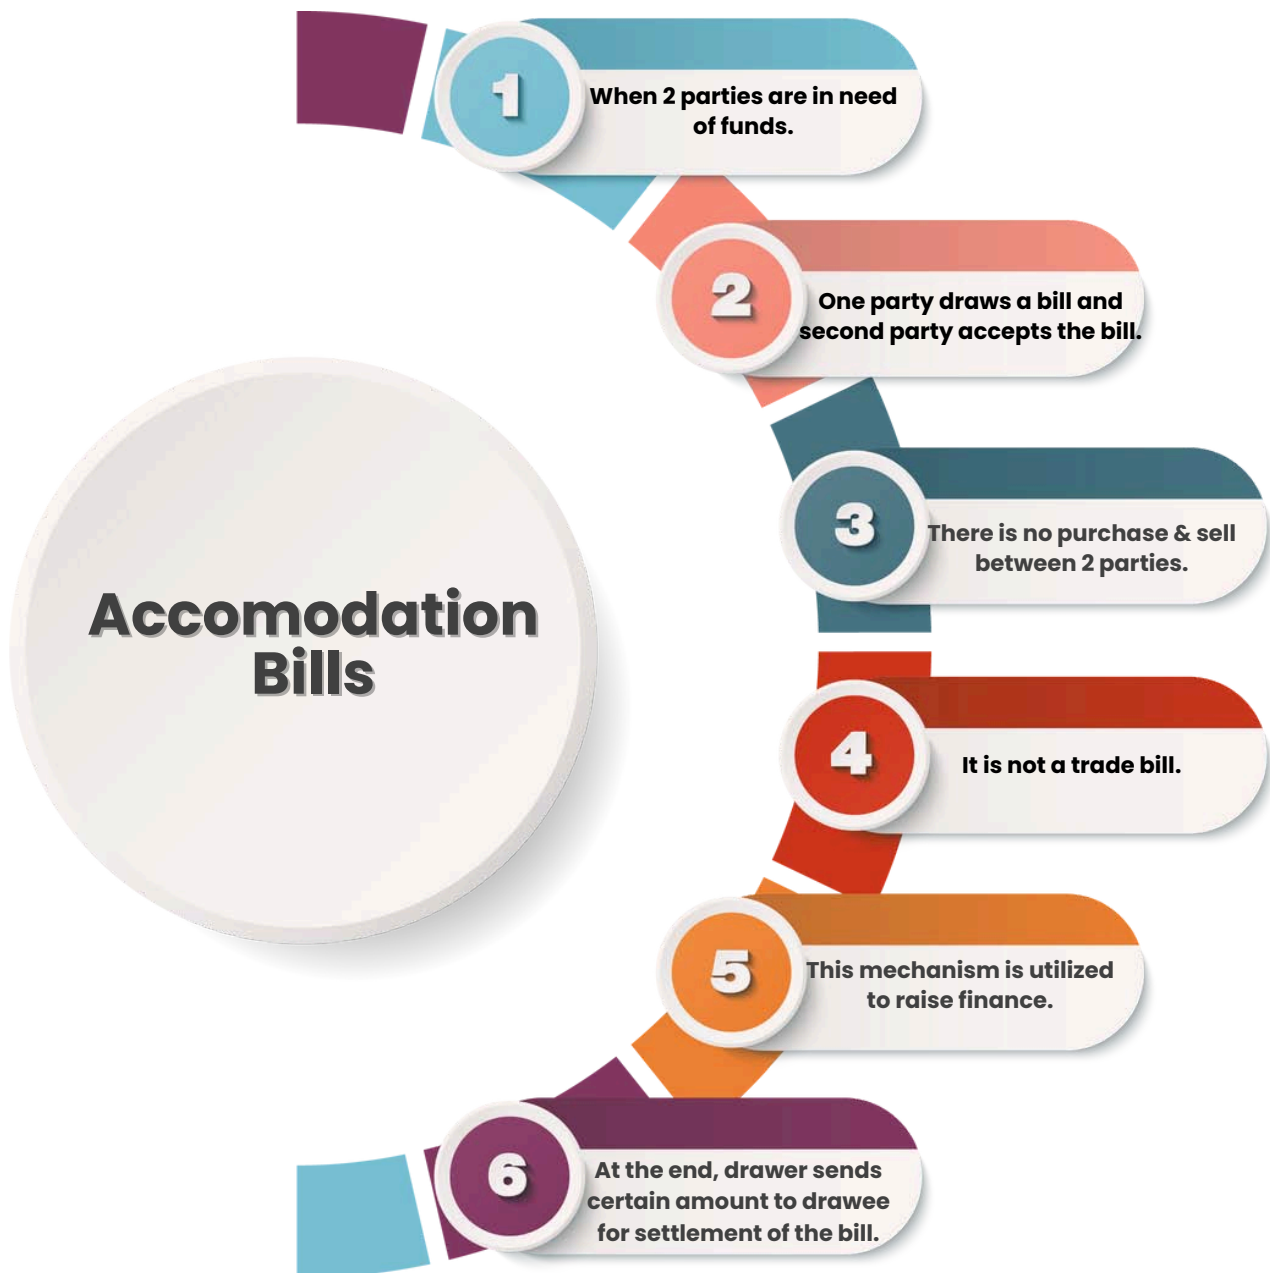 Accomodation
Bills
1
When 2 parties are in need
of funds.
2
One party draws a bill and
second party accepts the bill.
3
There is no purchase & sell
between 2 parties.
4
It is not a trade bill.
5
This mechanism is utilized
to raise finance.
6
At the end, drawer sends
certain amount to drawee
for settlement of the bill.